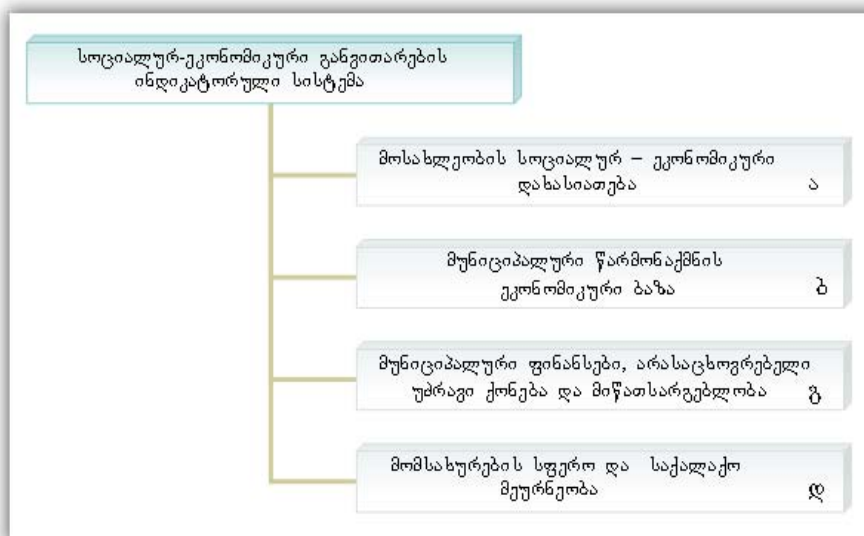 სოციალურ-ეკონომიკური განვითარების
ინდიკატორული სისტემა
მოსახლეობის სოციალურ – ეკონომიკური
დახასიათება ა
მუნიციპალური წარმონაქმნის
ეკონომიკური ბაზა ბ
მუნიციპალური ფინანსები, არასაცხოვრებელი
უძრავი ქონება და მიწათსარგებლობა გ
მომსახურების სფერო და საქალაქო
მეურნეობა დ